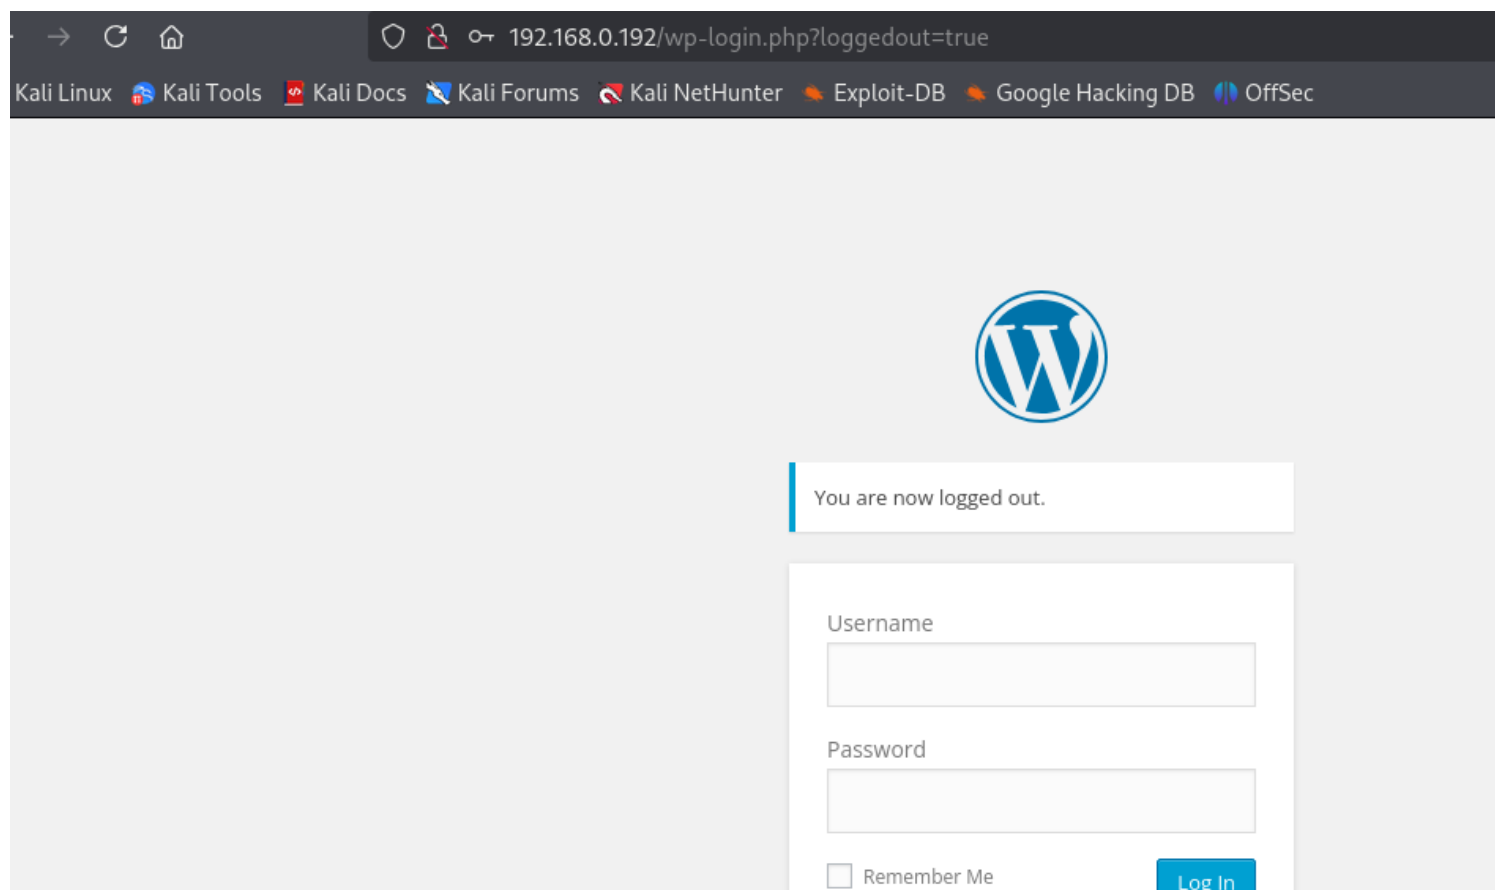 192.168.0.192/wp-login.php?loggedout=true
Kali Linux Kali Tools Kali Docs Kali Forums Kali NetHunter Exploit-DB Google Hacking DB OffSec
You are now logged out.
Username
Password
Remember Me Log In